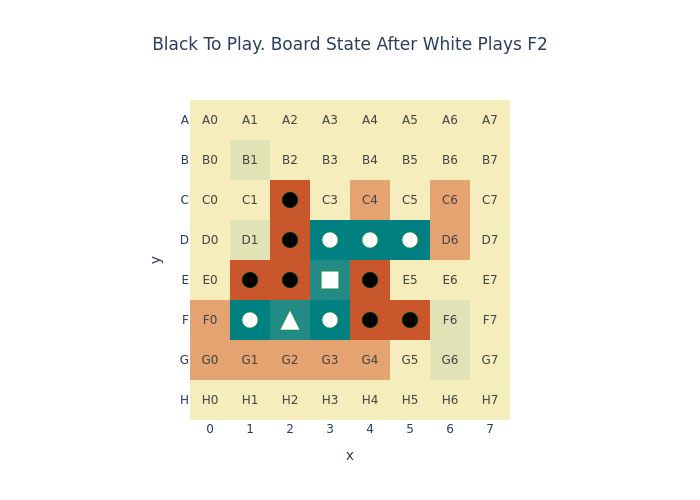 Black To Play. Board State After White Plays F2
A A0 A1 A2 A3 A4 A5 A6 A7
B B0 B1 B2 B3 B4 B5 B6 B7
C C0 C1 C3 C4 C5 C6 C7
D D0 D1 D6 D7
y
E E0 E5 E6 E7
F F0 F6 F7
G G0 G1 G2 G3 G4 G5 G6 G7
H H0 H1 H2 H3 H4 H5 H6 H7
0 1 2 3 4 5 6 7
x